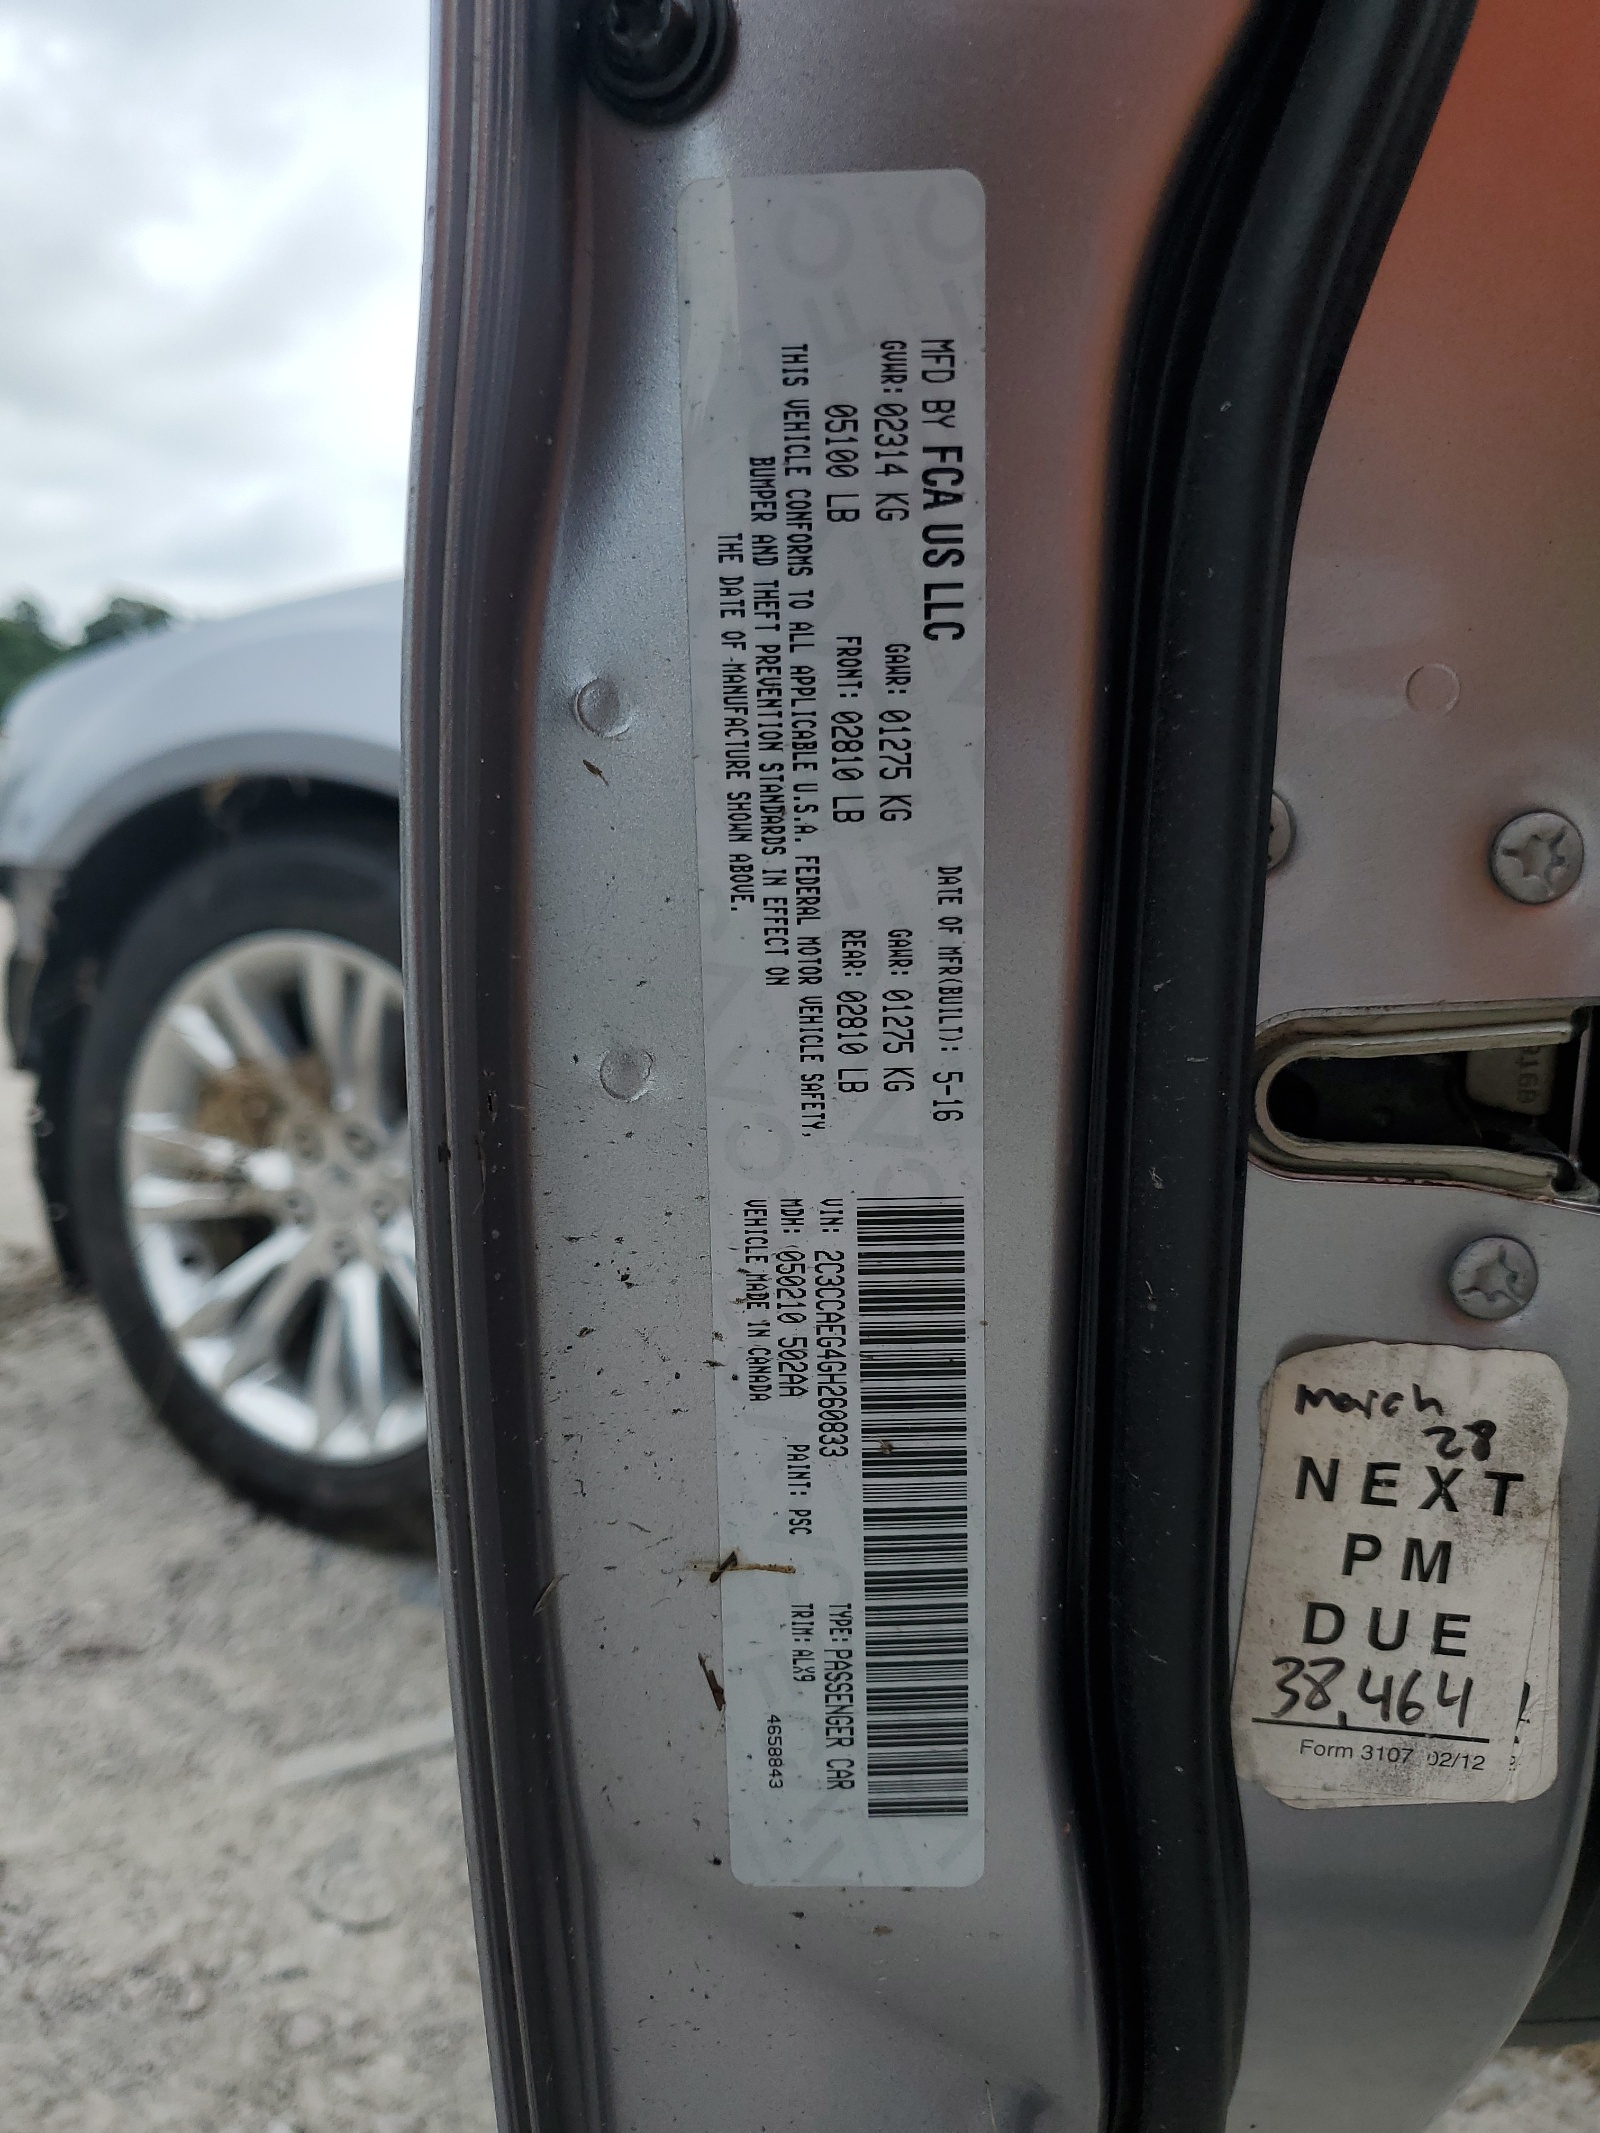 MFD BY FCA US LLC
DATE OF MFR(BUILT): 5-16
GVWR: 02314 KG
GAWR: 01275 KG
GAWR: 01275 KG
05100 LB
FRONT: 02810 LB
REAR: 02810 LB
THIS VEHICLE CONFORMS TO ALL APPLICABLE U.S.A. FEDERAL MOTOR VEHICLE SAFETY,
BUMPER AND THEFT PREVENTION STANDARDS IN EFFECT ON
THE DATE OF MANUFACTURE SHOWN ABOVE.
VIN: 2C3CCAEG4GH260833
TYPE: PASSENGER CAR
MDH: 050210 502AA
PAINT: PSC
TRIM: ALX9
VEHICLE MADE IN CANADA
4658843
March
28
NEXT
PM
DUE
38,464
Form 3107 02/12